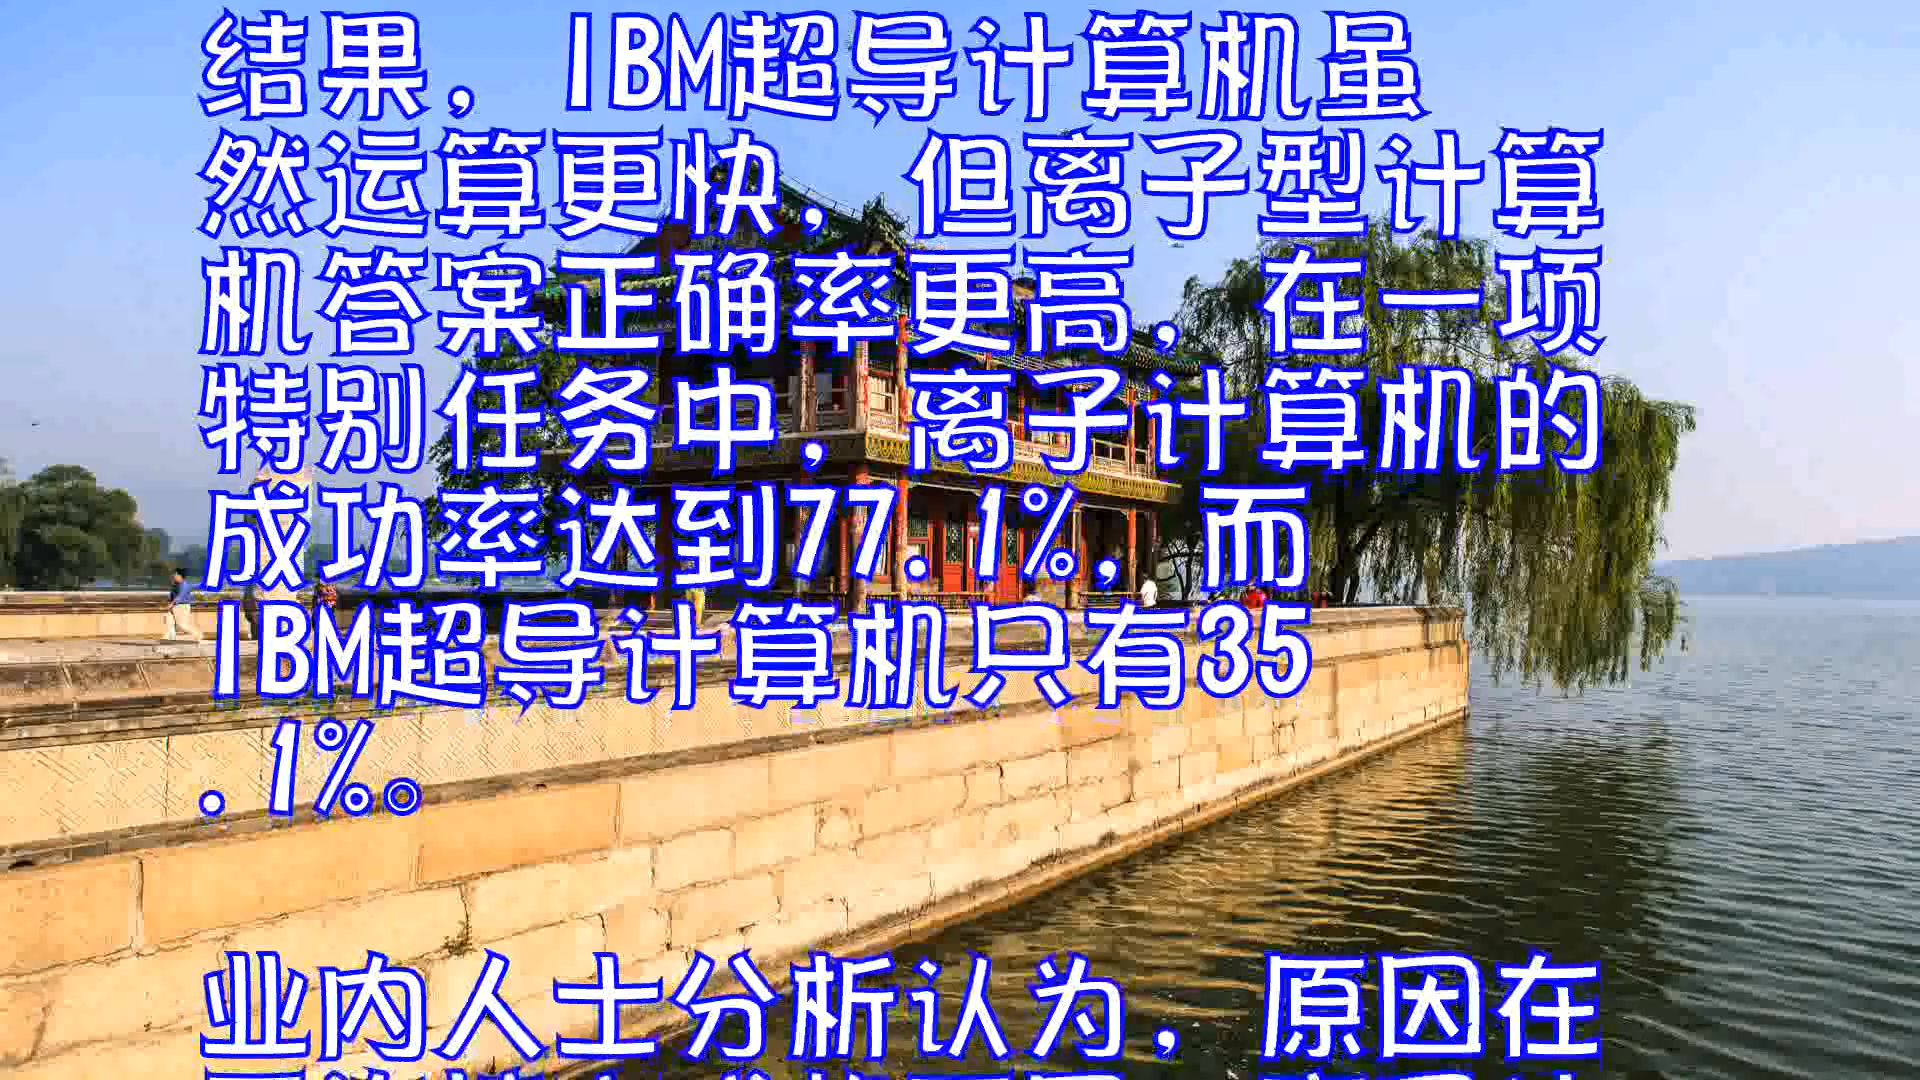 结果，IBM超导计算机虽
然运算更快，但离子型计算
机答案正确率更高，在一项
特别任务中，离子计算机的
成功率达到77.1%，而
IBM超导计算机只有35
.1%。
业内人士分析认为，原因在